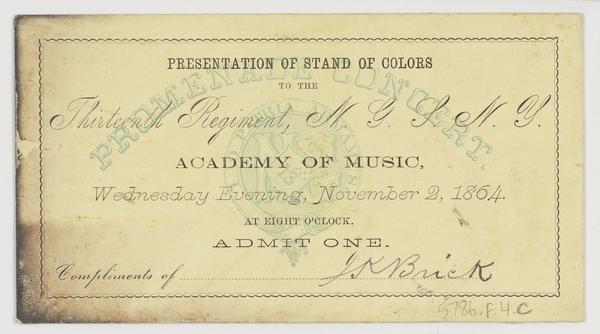 PRESENTATION OF STAND OF COLORS
TO THE
Thirteenth Regiment, N. G. S. N. Y.
PROMENADE CONCERT.
ACADEMY OF MUSIC,
Wednesday Evening, November 2, 1864.
AT EIGHT O'CLOCK.
ADMIT ONE.
Compliments of J K Brick
5786.F.4.C